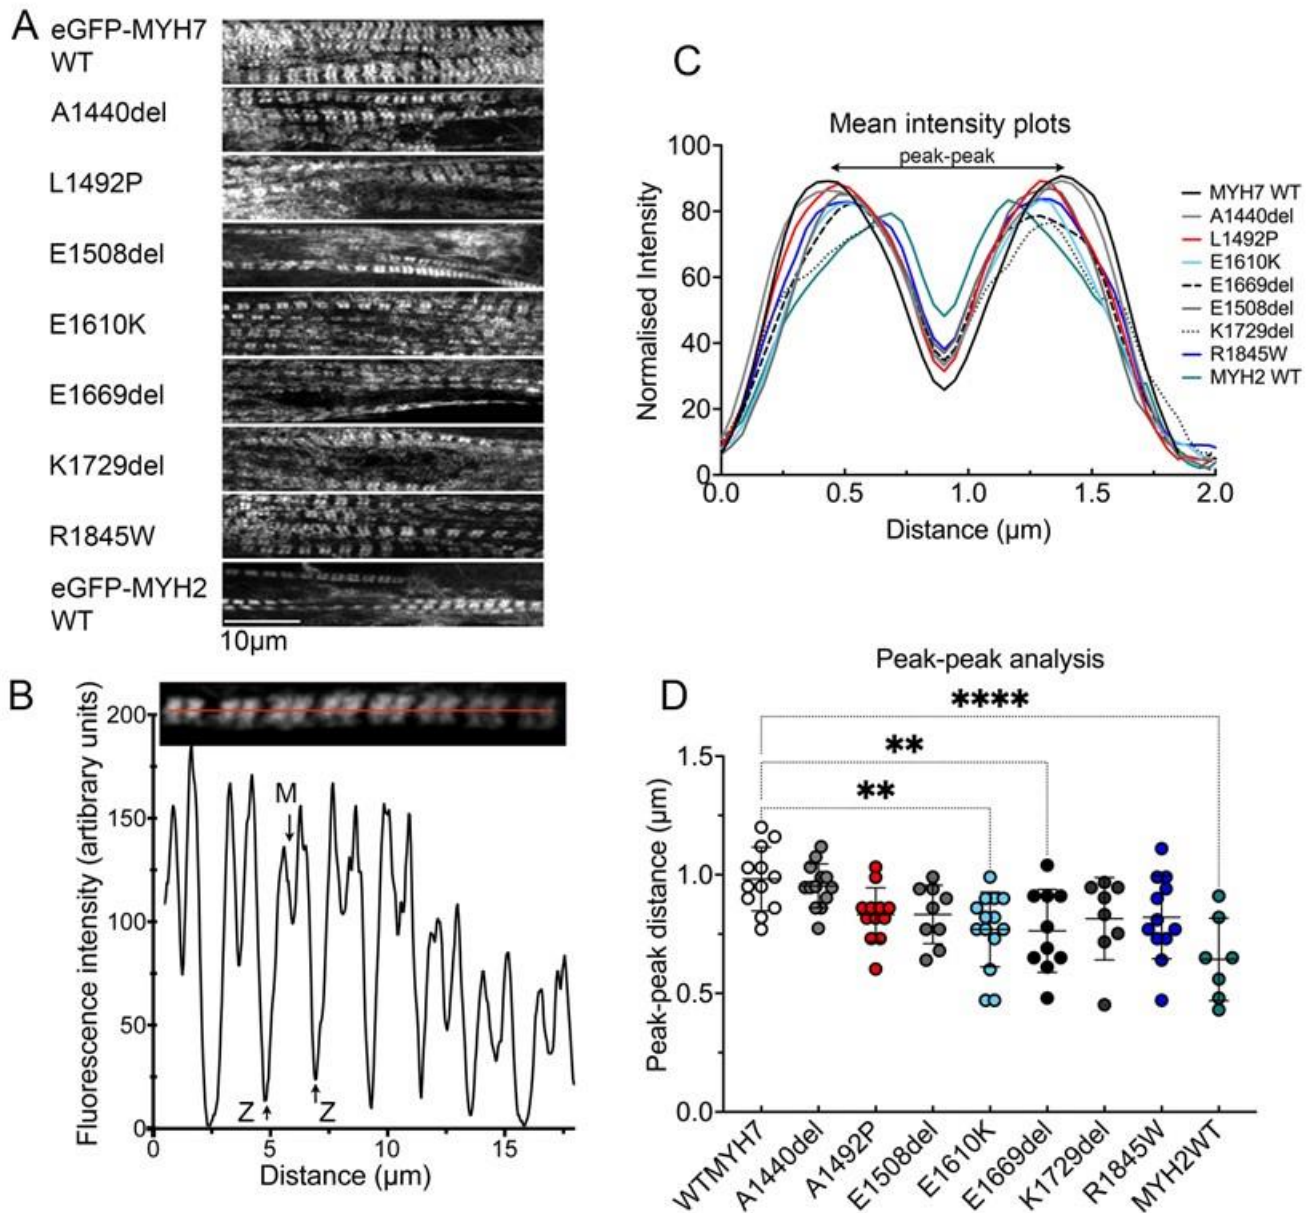 A
eGFP-MYH7
WT
A1440del
L1492P
E1508del
E1610K
E1669del
K1729del
R1845W
eGFP-MYH2
WT
10µm
B
Fluorescence intensity (artibrary units)
200
150
100
50
0
M
Z
Z
0 5 10 15
Distance (µm)
C
Mean intensity plots
peak-peak
Normalised Intensity
100
80
60
40
20
0
0.0 0.5 1.0 1.5 2.0
Distance (µm)
MYH7 WT
A1440del
L1492P
E1610K
E1669del
E1508del
K1729del
R1845W
MYH2 WT
D
Peak-peak analysis
****
**
**
Peak-peak distance (µm)
1.5
1.0
0.5
0.0
WTMYH7
A1440del
A1492P
E1508del
E1610K
E1669del
K1729del
R1845W
MYH2WT